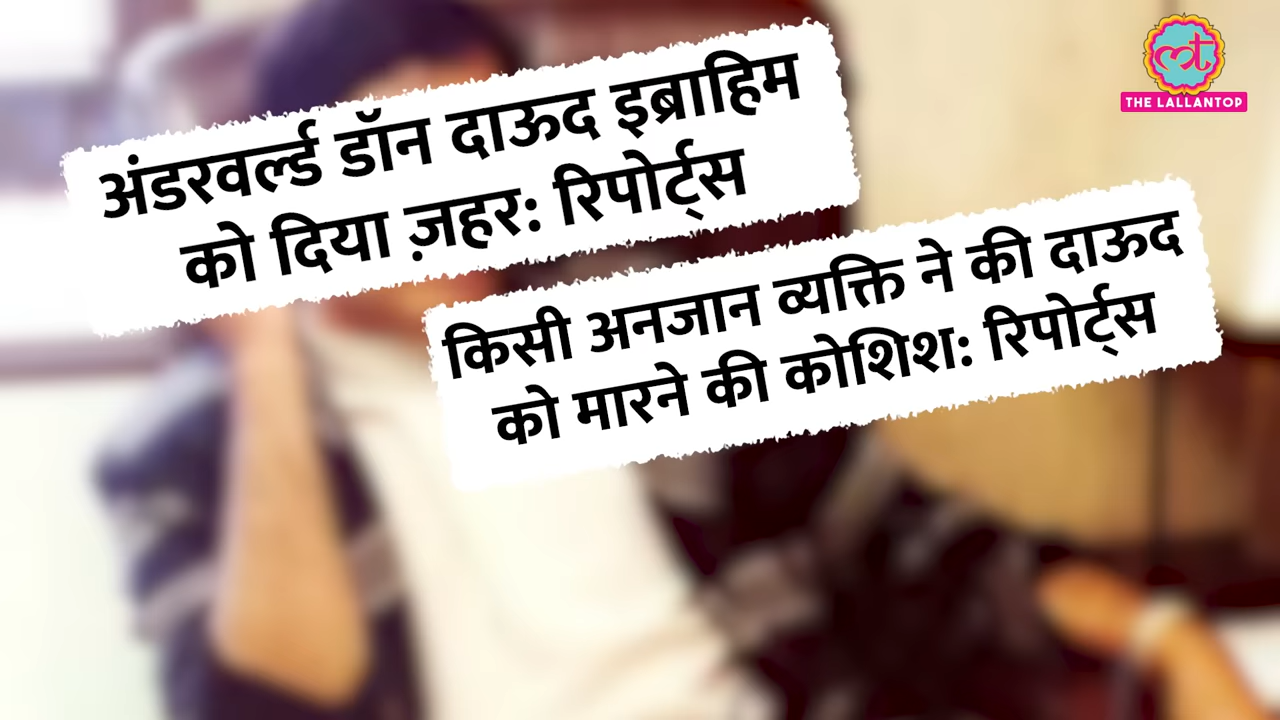 THE LALLANTOP
अंडरवर्ल्ड डॉन दाऊद इब्राहिम
को दिया ज़हर: रिपोर्ट्स
किसी अनजान व्यक्ति ने की दाऊद
को मारने की कोशिश: रिपोर्ट्स